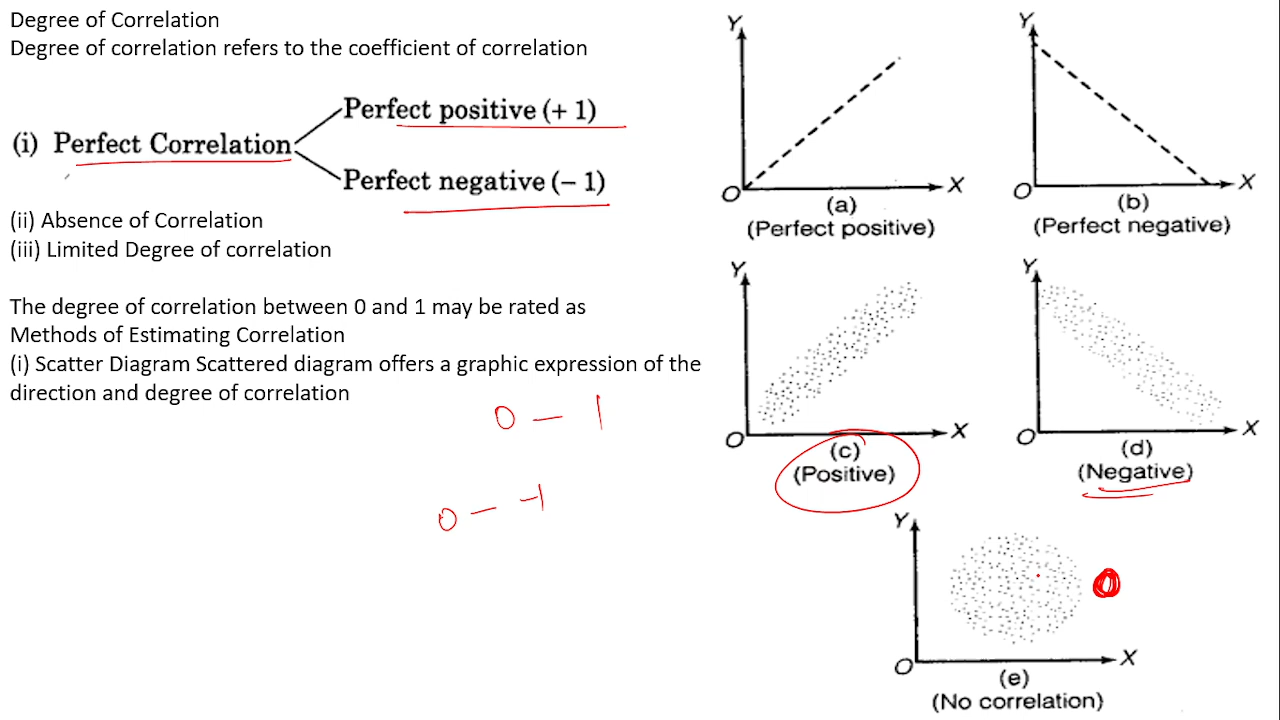 Degree of Correlation
Degree of correlation refers to the coefficient of correlation
Perfect positive (+ 1)
(i) Perfect Correlation
Perfect negative (– 1)
(ii) Absence of Correlation
(iii) Limited Degree of correlation
The degree of correlation between 0 and 1 may be rated as
Methods of Estimating Correlation
(i) Scatter Diagram Scattered diagram offers a graphic expression of the
direction and degree of correlation
0 – 1
0 – -1
Y
O
X
(a)
(Perfect positive)
Y
O
X
(b)
(Perfect negative)
Y
O
X
(c)
(Positive)
Y
O
X
(d)
(Negative)
Y
0
O
X
(e)
(No correlation)